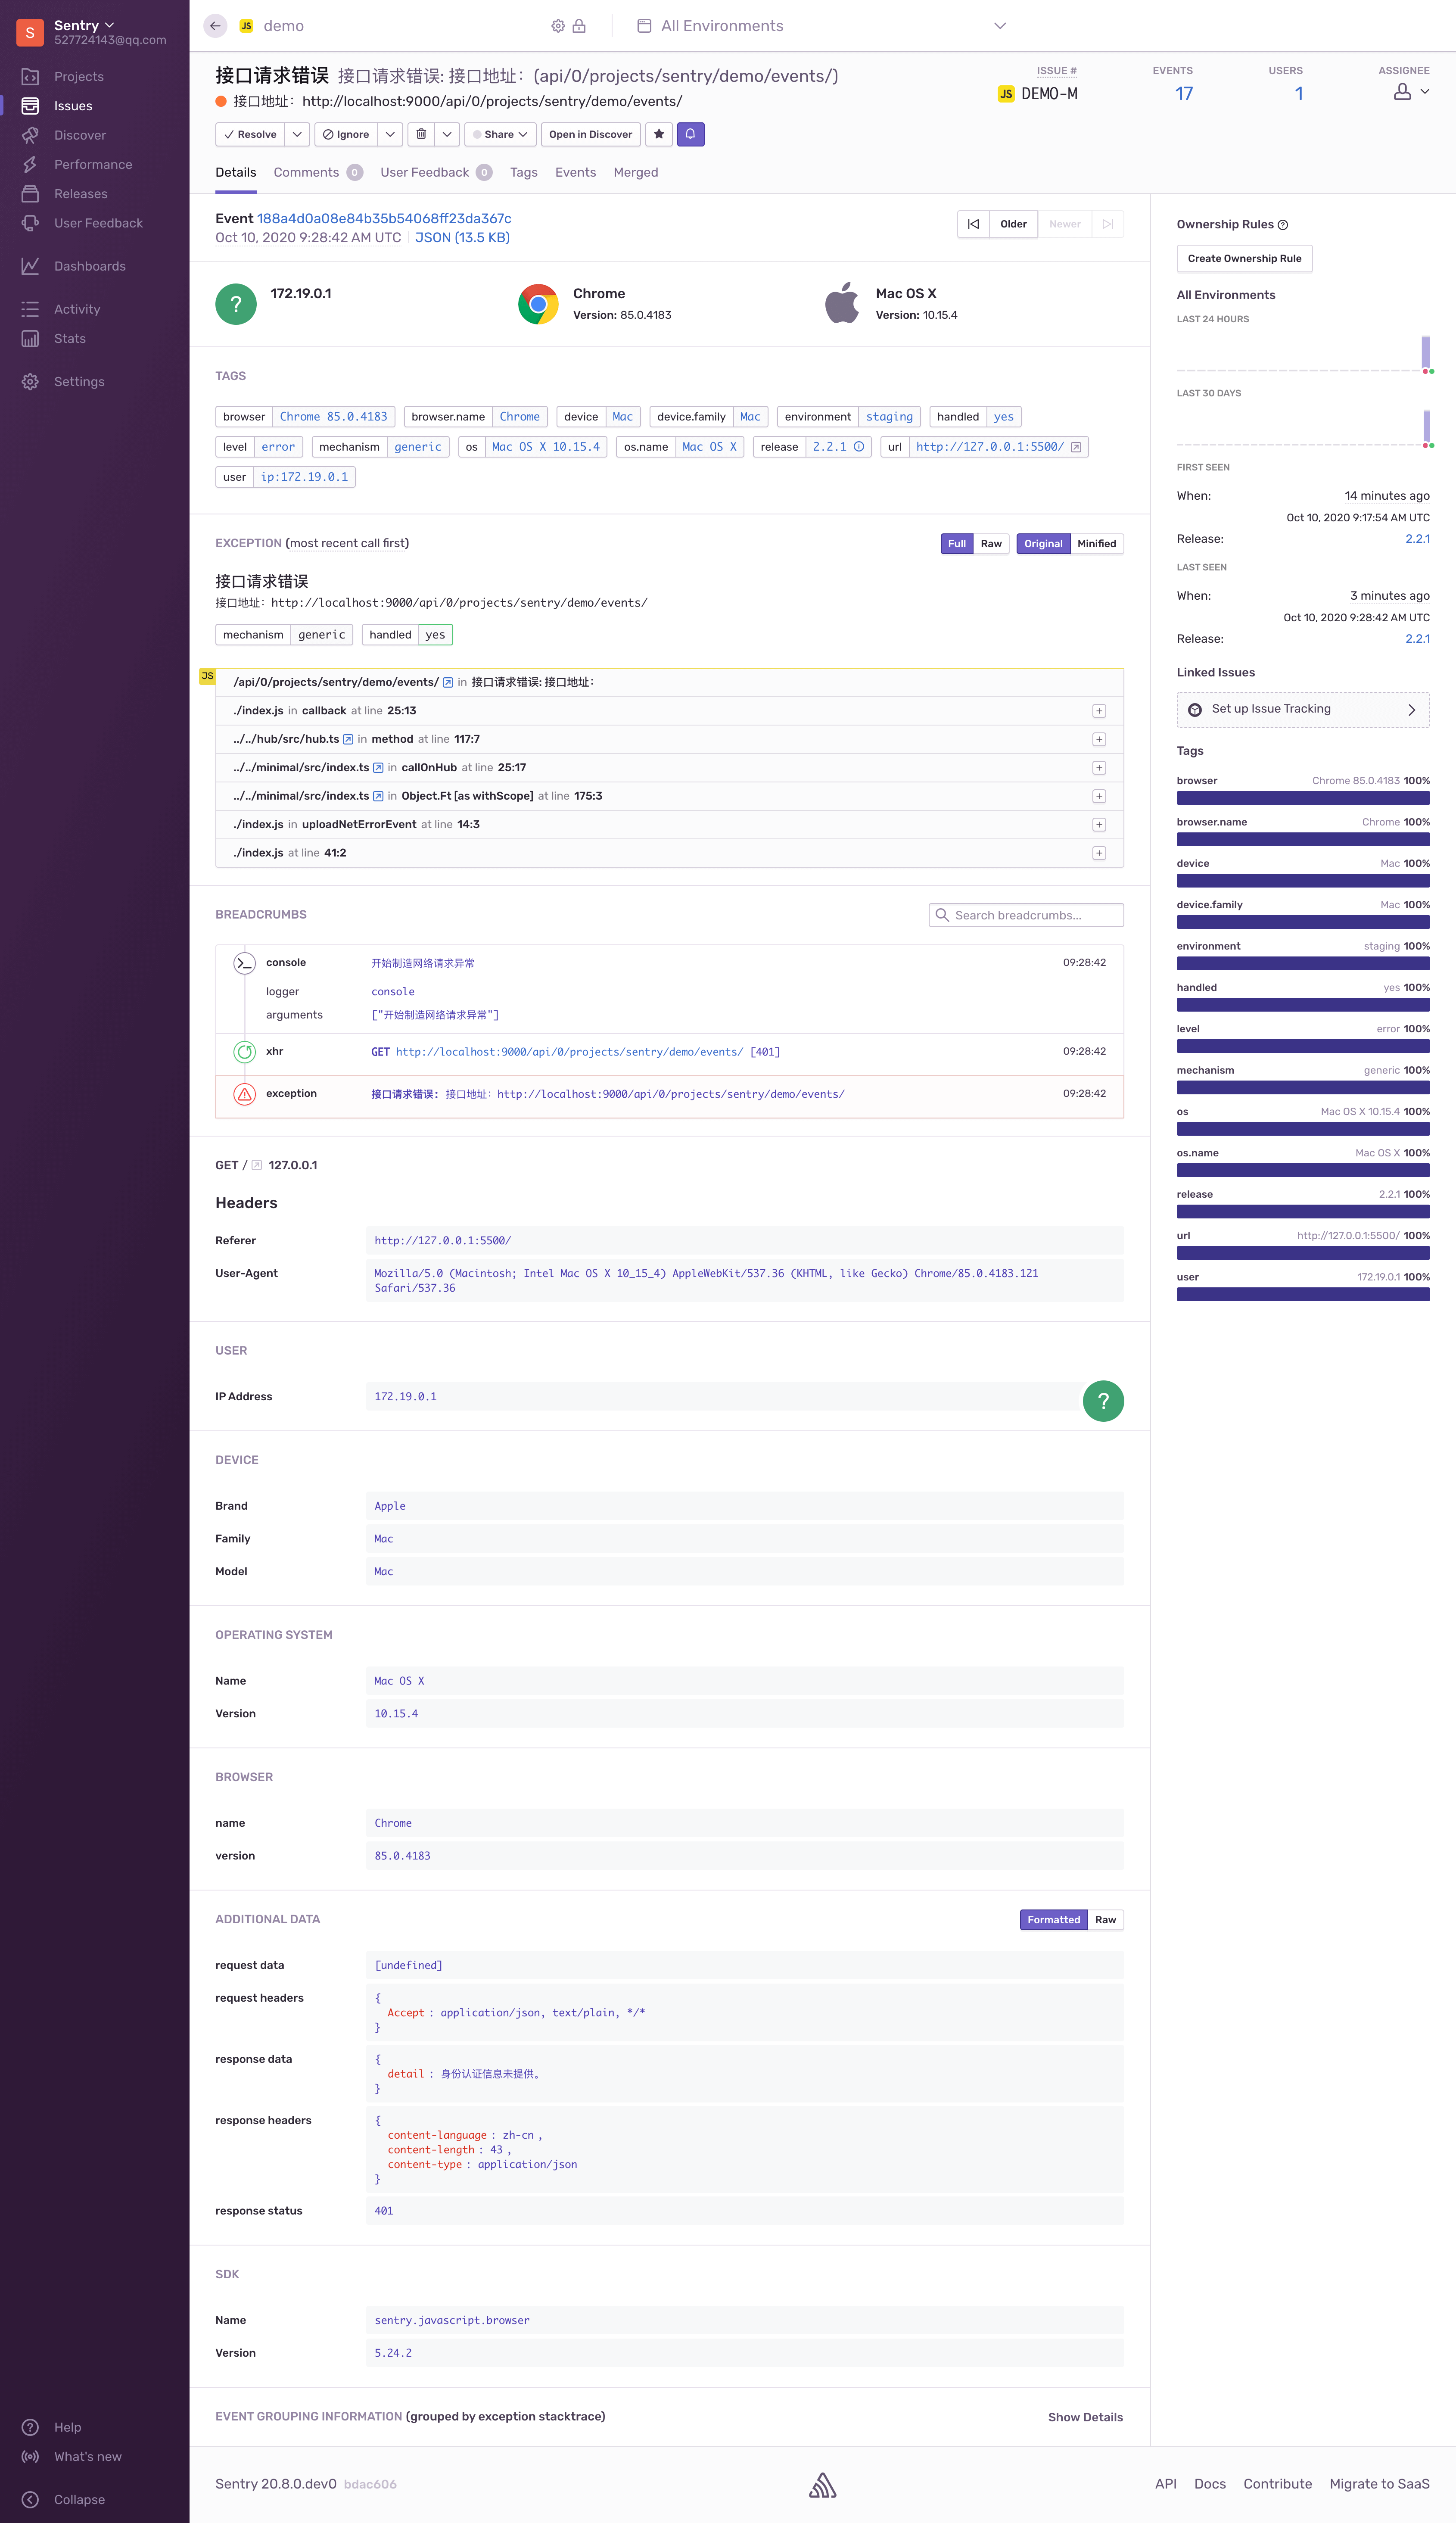 S
Sentry
527724143@qq.com
Projects
Issues
Discover
Performance
Releases
User Feedback
Dashboards
Activity
Stats
Settings
Help
What's new
Collapse
JS demo
All Environments
接口请求错误 接口请求错误: 接口地址：(api/0/projects/sentry/demo/events/)
接口地址：http://localhost:9000/api/0/projects/sentry/demo/events/
ISSUE # EVENTS USERS ASSIGNEE
JS DEMO-M 17 1
Resolve Ignore Share Open in Discover
Details Comments 0 User Feedback 0 Tags Events Merged
Event 188a4d0a08e84b35b54068ff23da367c
Oct 10, 2020 9:28:42 AM UTC JSON (13.5 KB)
Older Newer
? 172.19.0.1
Chrome
Version: 85.0.4183
Mac OS X
Version: 10.15.4
TAGS
browser Chrome 85.0.4183 browser.name Chrome device Mac device.family Mac environment staging handled yes
level error mechanism generic os Mac OS X 10.15.4 os.name Mac OS X release 2.2.1 url http://127.0.0.1:5500/
user ip:172.19.0.1
EXCEPTION (most recent call first) Full Raw Original Minified
接口请求错误
接口地址：http://localhost:9000/api/0/projects/sentry/demo/events/
mechanism generic handled yes
JS
/api/0/projects/sentry/demo/events/ in 接口请求错误: 接口地址：
./index.js in callback at line 25:13
../../hub/src/hub.ts in method at line 117:7
../../minimal/src/index.ts in callOnHub at line 25:17
../../minimal/src/index.ts in Object.Ft [as withScope] at line 175:3
./index.js in uploadNetErrorEvent at line 14:3
./index.js at line 41:2
BREADCRUMBS Search breadcrumbs...
console 开始制造网络请求异常 09:28:42
logger console
arguments ["开始制造网络请求异常"]
xhr GET http://localhost:9000/api/0/projects/sentry/demo/events/ [401] 09:28:42
exception 接口请求错误: 接口地址：http://localhost:9000/api/0/projects/sentry/demo/events/ 09:28:42
GET / 127.0.0.1
Headers
Referer http://127.0.0.1:5500/
User-Agent Mozilla/5.0 (Macintosh; Intel Mac OS X 10_15_4) AppleWebKit/537.36 (KHTML, like Gecko) Chrome/85.0.4183.121
Safari/537.36
USER
IP Address 172.19.0.1 ?
DEVICE
Brand Apple
Family Mac
Model Mac
OPERATING SYSTEM
Name Mac OS X
Version 10.15.4
BROWSER
name Chrome
version 85.0.4183
ADDITIONAL DATA Formatted Raw
request data [undefined]
request headers {
Accept : application/json, text/plain, */*
}
response data {
detail : 身份认证信息未提供。
}
response headers {
content-language : zh-cn ,
content-length : 43 ,
content-type : application/json
}
response status 401
SDK
Name sentry.javascript.browser
Version 5.24.2
EVENT GROUPING INFORMATION (grouped by exception stacktrace) Show Details
Ownership Rules ?
Create Ownership Rule
All Environments
LAST 24 HOURS
LAST 30 DAYS
FIRST SEEN
When: 14 minutes ago
Oct 10, 2020 9:17:54 AM UTC
Release: 2.2.1
LAST SEEN
When: 3 minutes ago
Oct 10, 2020 9:28:42 AM UTC
Release: 2.2.1
Linked Issues
Set up Issue Tracking
Tags
browser Chrome 85.0.4183 100%
browser.name Chrome 100%
device Mac 100%
device.family Mac 100%
environment staging 100%
handled yes 100%
level error 100%
mechanism generic 100%
os Mac OS X 10.15.4 100%
os.name Mac OS X 100%
release 2.2.1 100%
url http://127.0.0.1:5500/ 100%
user 172.19.0.1 100%
Sentry 20.8.0.dev0 bdac606
API Docs Contribute Migrate to SaaS